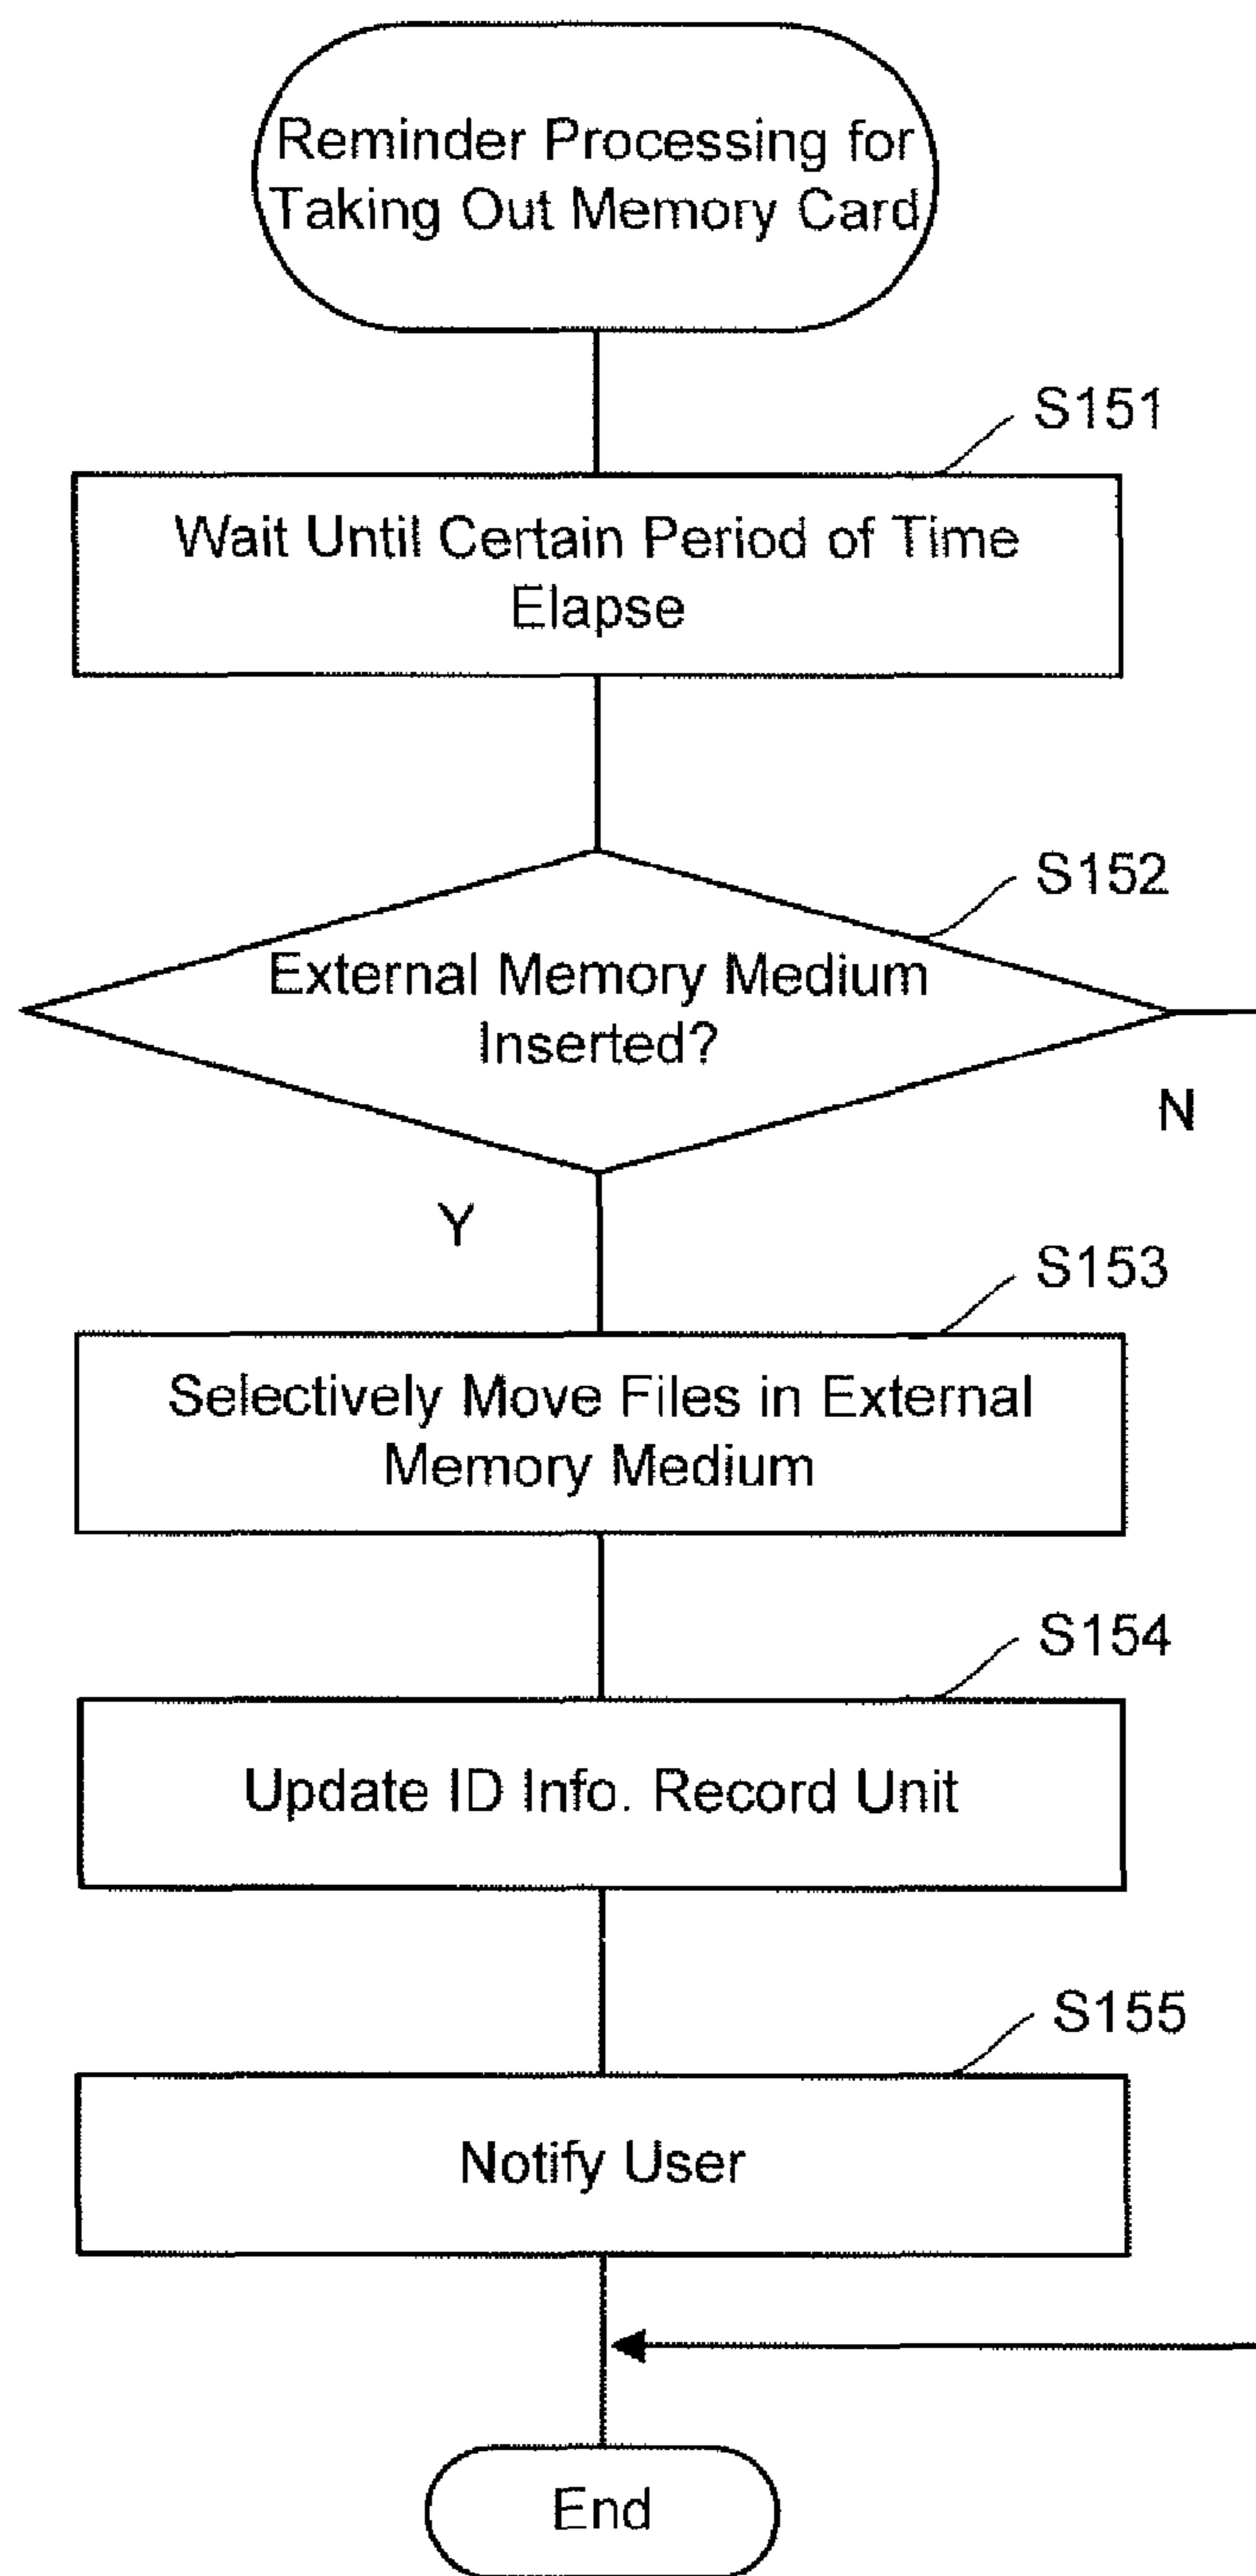 Reminder Processing for
Taking Out Memory Card
S151
Wait Until Certain Period of Time
Elapse
S152
External Memory Medium
Inserted?
N
Y
S153
Selectively Move Files in External
Memory Medium
S154
Update ID Info. Record Unit
S155
Notify User
End